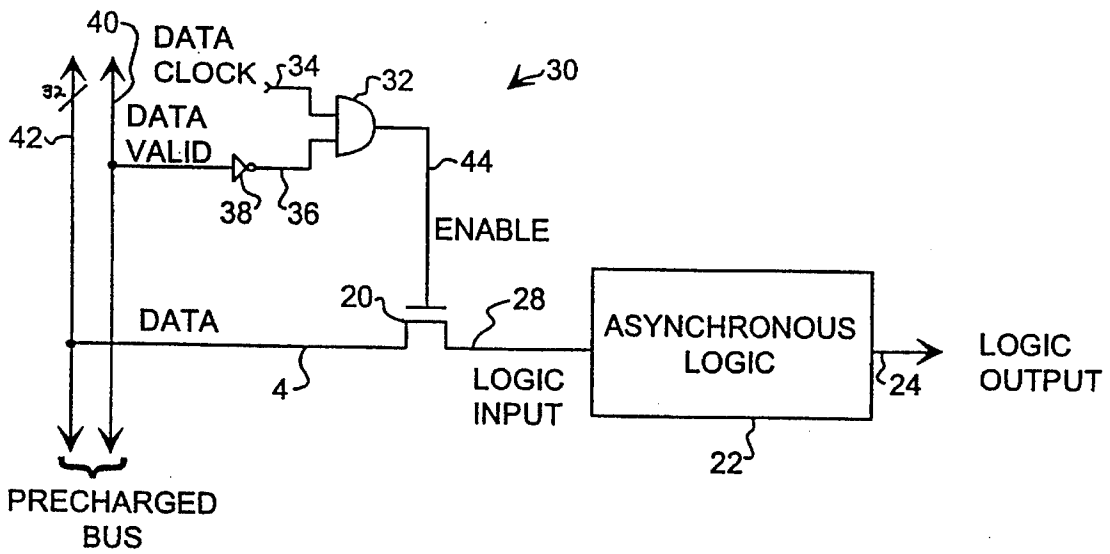 40
DATA
CLOCK
34
32
30
32
42
DATA
VALID
38
36
44
ENABLE
20
28
DATA
4
LOGIC
INPUT
ASYNCHRONOUS
LOGIC
22
24
LOGIC
OUTPUT
PRECHARGED
BUS